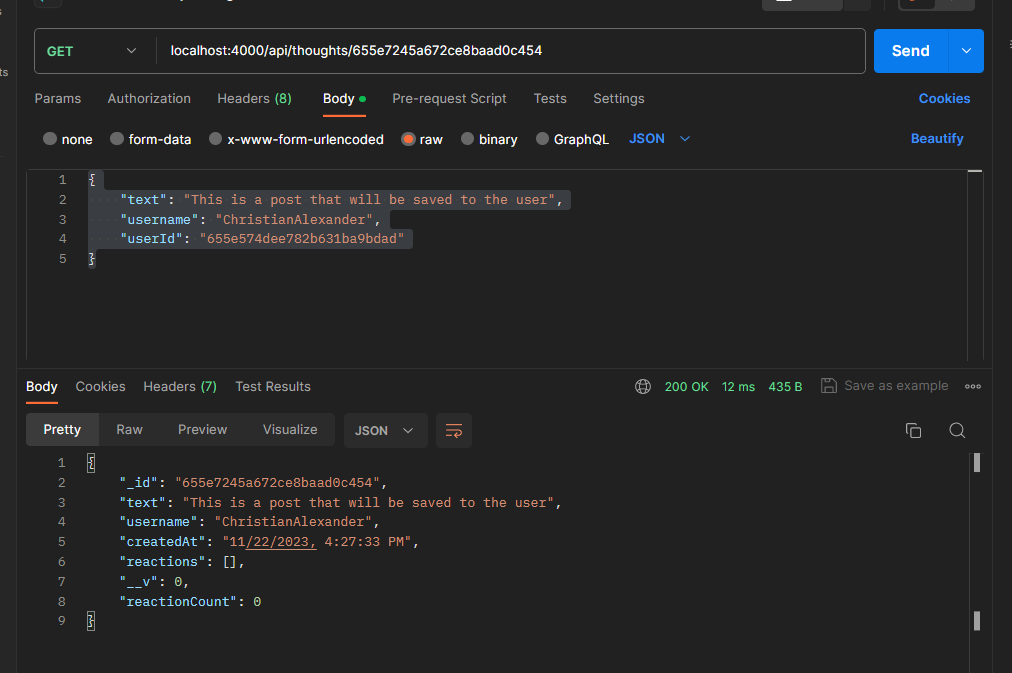 GET localhost:4000/api/thoughts/655e7245a672ce8baad0c454 Send
Params Authorization Headers (8) Body Pre-request Script Tests Settings Cookies
none form-data x-www-form-urlencoded raw binary GraphQL JSON Beautify
1 {
2 "text": "This is a post that will be saved to the user",
3 "username": "ChristianAlexander",
4 "userId": "655e574dee782b631ba9bdad"
5 }
Body Cookies Headers (7) Test Results 200 OK 12 ms 435 B Save as example
Pretty Raw Preview Visualize JSON
1 {
2 "_id": "655e7245a672ce8baad0c454",
3 "text": "This is a post that will be saved to the user",
4 "username": "ChristianAlexander",
5 "createdAt": "11/22/2023, 4:27:33 PM",
6 "reactions": [],
7 "__v": 0,
8 "reactionCount": 0
9 }